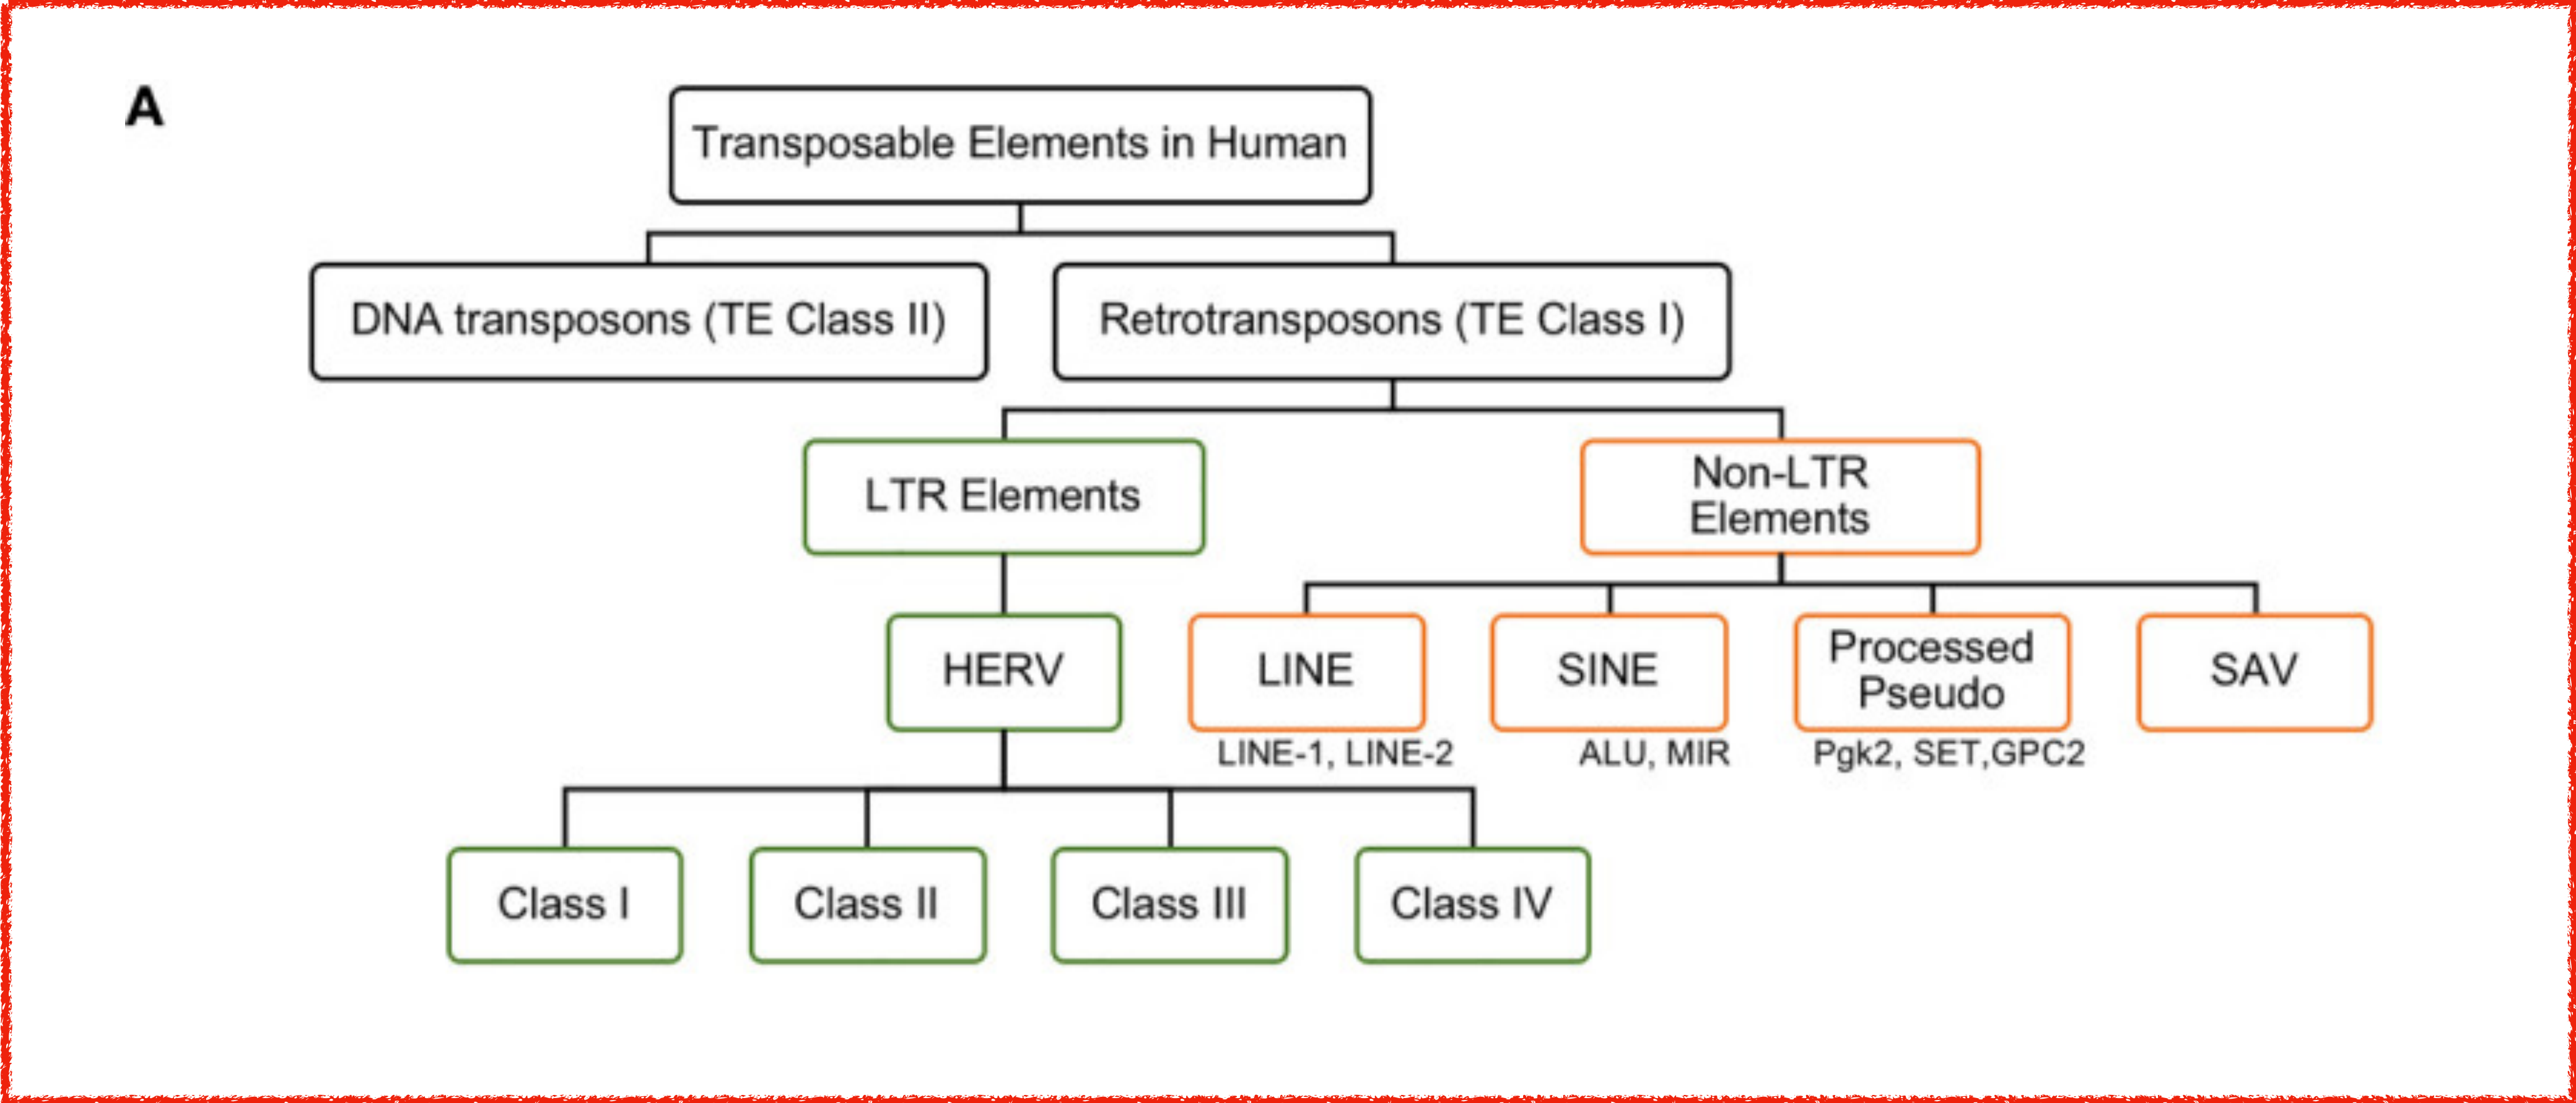 A
Transposable Elements in Human
DNA transposons (TE Class II)
Retrotransposons (TE Class I)
LTR Elements
Non-LTR
Elements
HERV
LINE
SINE
Processed
Pseudo
SAV
LINE-1, LINE-2
ALU, MIR
Pgk2, SET,GPC2
Class I
Class II
Class III
Class IV